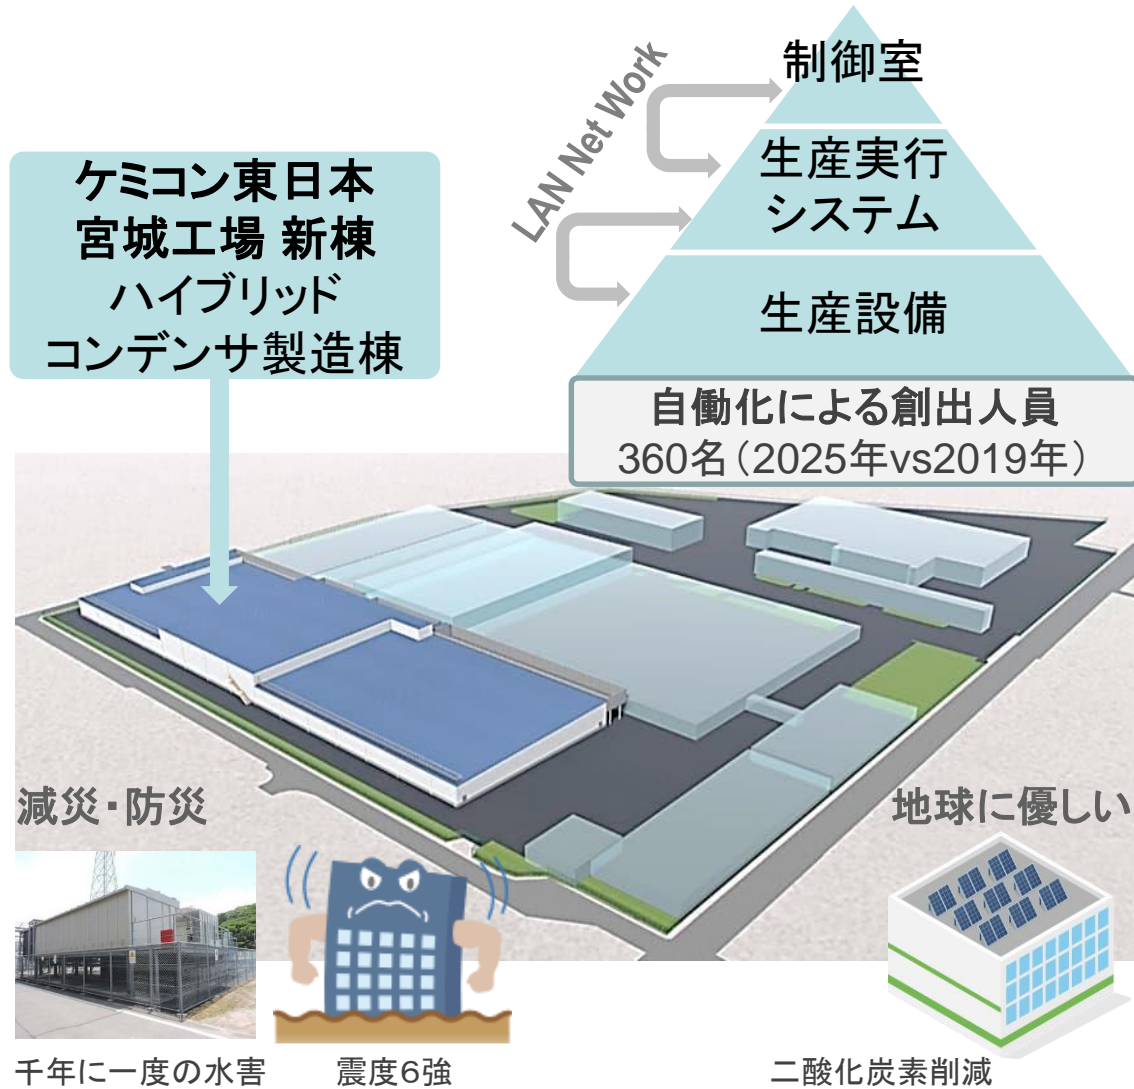 制御室
LAN Net Work
生産実行
システム
生産設備
ケミコン東日本
宮城工場 新棟
ハイブリッド
コンデンサ製造棟
自働化による創出人員
360名（2025年vs2019年）
減災・防災
地球に優しい
千年に一度の水害
震度6強
二酸化炭素削減